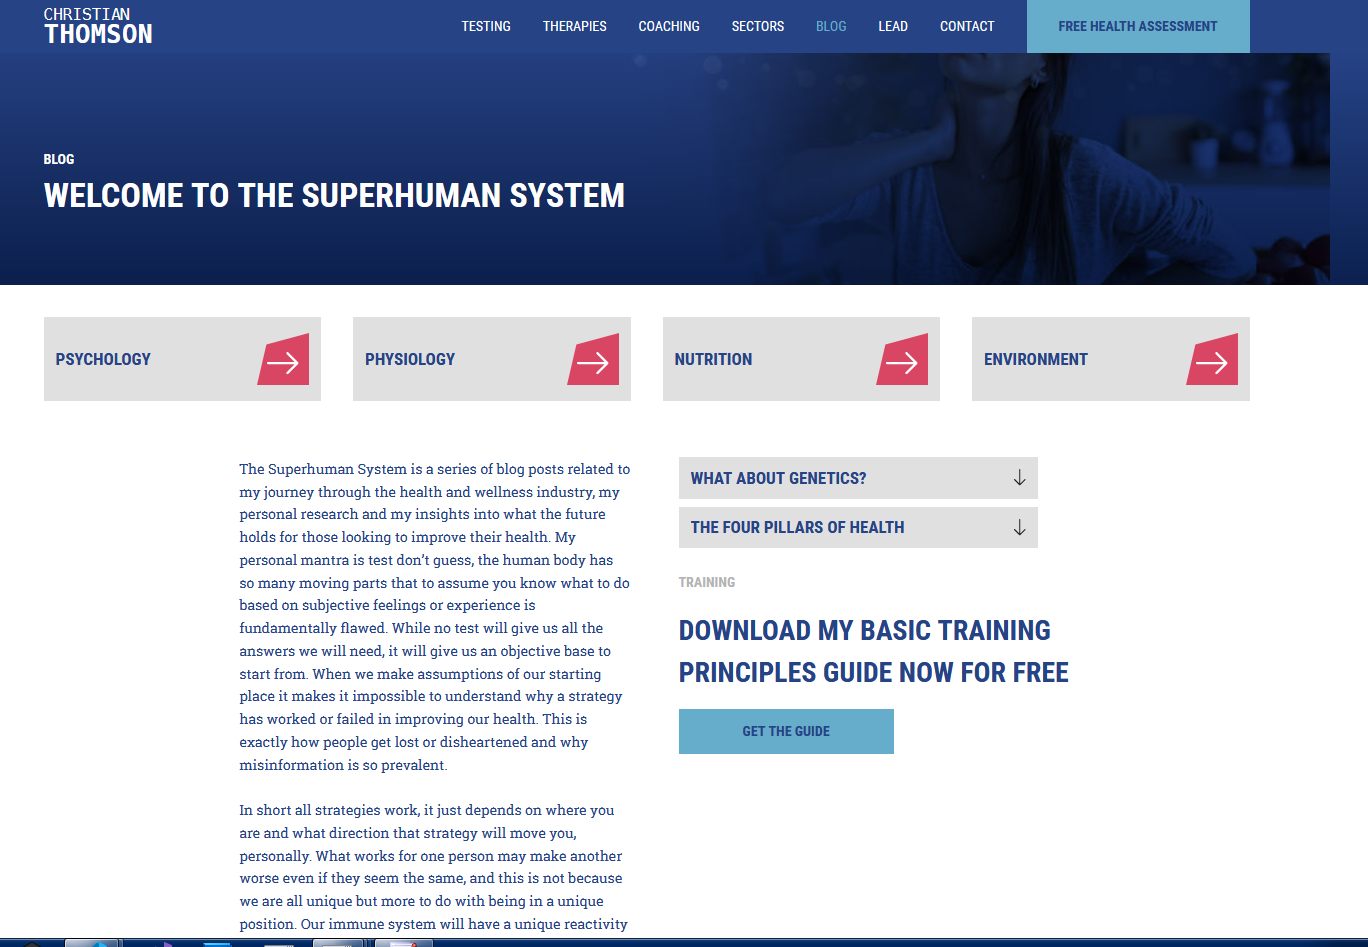 CHRISTIAN
THOMSON
TESTING
THERAPIES
COACHING
SECTORS
BLOG
LEAD
CONTACT
FREE HEALTH ASSESSMENT
BLOG
WELCOME TO THE SUPERHUMAN SYSTEM
PSYCHOLOGY
PHYSIOLOGY
NUTRITION
ENVIRONMENT
The Superhuman System is a series of blog posts related to
my journey through the health and wellness industry, my
personal research and my insights into what the future
holds for those looking to improve their health. My
personal mantra is test don’t guess, the human body has
so many moving parts that to assume you know what to do
based on subjective feelings or experience is
fundamentally flawed. While no test will give us all the
answers we will need, it will give us an objective base to
start from. When we make assumptions of our starting
place it makes it impossible to understand why a strategy
has worked or failed in improving our health. This is
exactly how people get lost or disheartened and why
misinformation is so prevalent.
In short all strategies work, it just depends on where you
are and what direction that strategy will move you,
personally. What works for one person may make another
worse even if they seem the same, and this is not because
we are all unique but more to do with being in a unique
position. Our immune system will have a unique reactivity
WHAT ABOUT GENETICS?
THE FOUR PILLARS OF HEALTH
TRAINING
DOWNLOAD MY BASIC TRAINING
PRINCIPLES GUIDE NOW FOR FREE
GET THE GUIDE